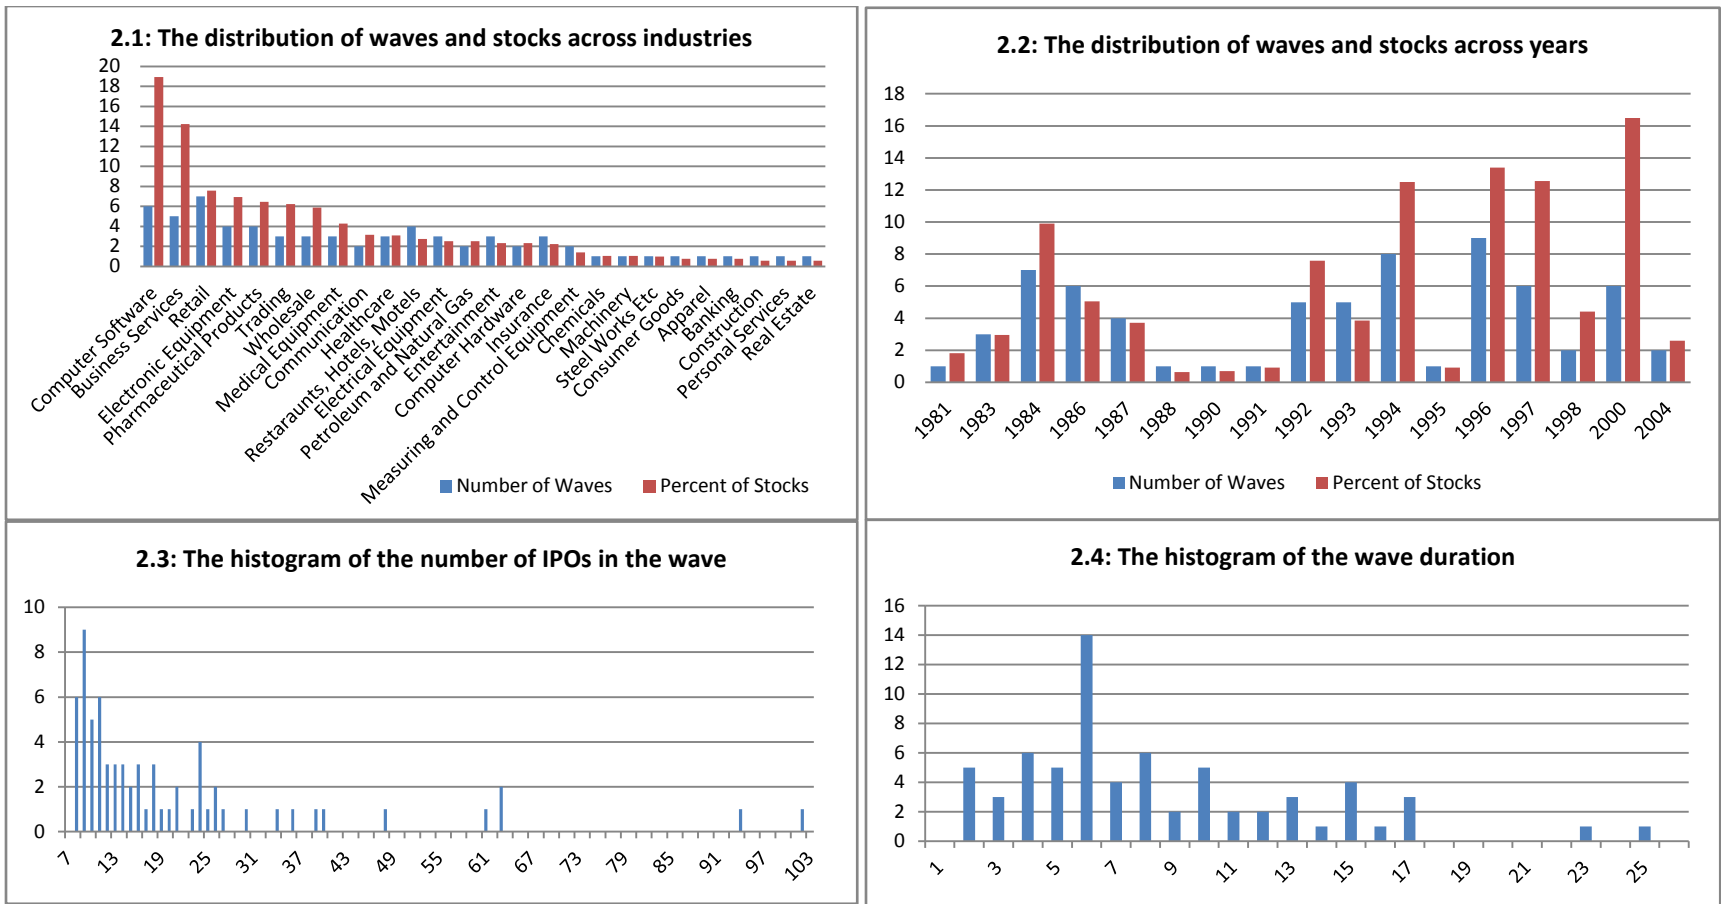 2.1: The distribution of waves and stocks across industries
20
18
16
14
12
10
8
6
4
2
0
Computer Software
Business Services
Retail
Electronic Equipment
Pharmaceutical Products
Trading
Wholesale
Medical Equipment
Communication
Healthcare
Restaraunts, Hotels, Motels
Electrical Equipment
Petroleum and Natural Gas
Entertainment
Computer Hardware
Insurance
Measuring and Control Equipment
Chemicals
Machinery
Steel Works Etc
Consumer Goods
Apparel
Banking
Construction
Personal Services
Real Estate
Number of Waves
Percent of Stocks
2.2: The distribution of waves and stocks across years
18
16
14
12
10
8
6
4
2
0
1981
1983
1984
1986
1987
1988
1990
1991
1992
1993
1994
1995
1996
1997
1998
2000
2004
Number of Waves
Percent of Stocks
2.3: The histogram of the number of IPOs in the wave
10
8
6
4
2
0
7
13
19
25
31
37
43
49
55
61
67
73
79
85
91
97
103
2.4: The histogram of the wave duration
16
14
12
10
8
6
4
2
0
1
3
5
7
9
11
13
15
17
19
21
23
25